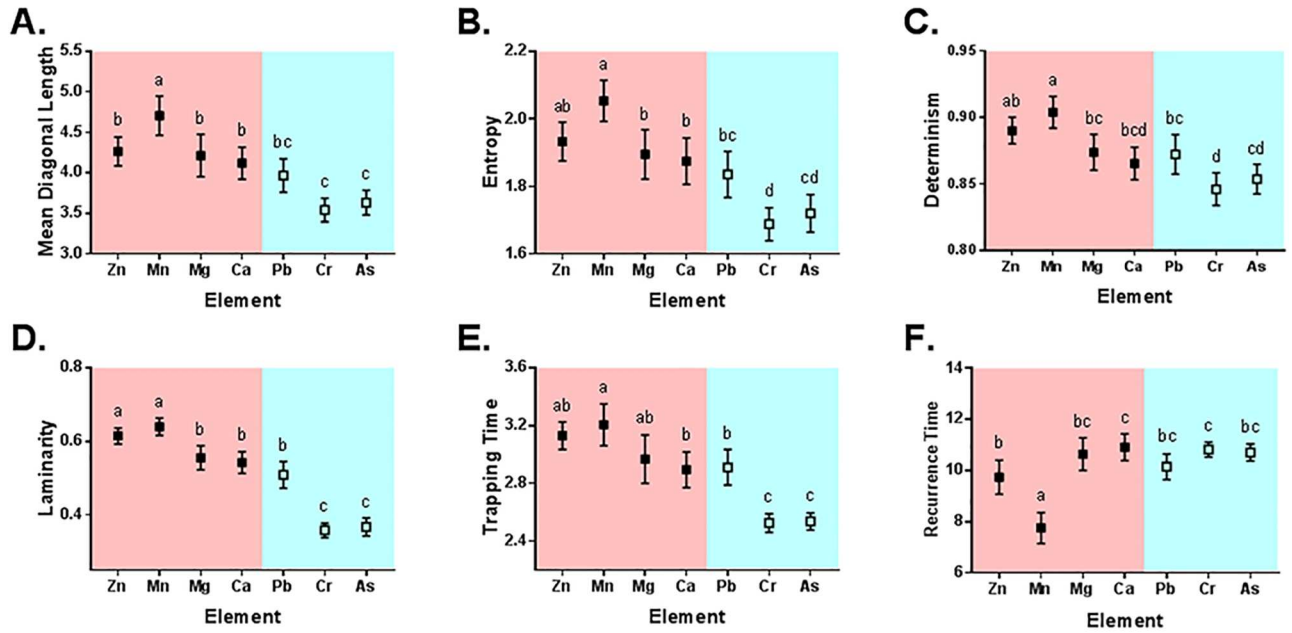 A.
Mean Diagonal Length
5.5
5.0
4.5
4.0
3.5
3.0
b a b b bc c c
Zn Mn Mg Ca Pb Cr As
Element
B.
Entropy
2.2
2.0
1.8
1.6
ab a b b bc d cd
Zn Mn Mg Ca Pb Cr As
Element
C.
Determinism
0.95
0.90
0.85
0.80
ab a bc bcd bc d cd
Zn Mn Mg Ca Pb Cr As
Element
D.
Laminarity
0.8
0.6
0.4
a a b b b c c
Zn Mn Mg Ca Pb Cr As
Element
E.
Trapping Time
3.6
3.2
2.8
2.4
ab a ab b b c c
Zn Mn Mg Ca Pb Cr As
Element
F.
Recurrence Time
14
12
10
8
6
b a bc c bc c bc
Zn Mn Mg Ca Pb Cr As
Element